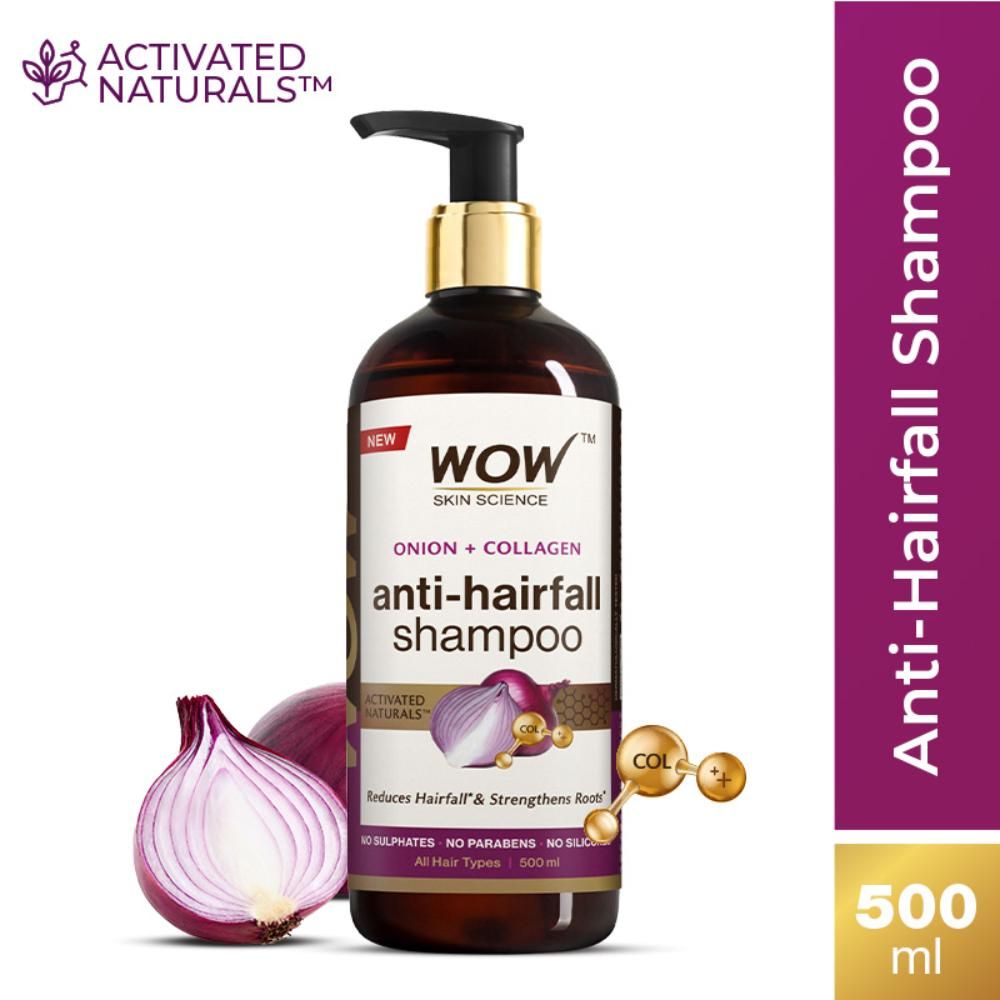 ACTIVATED
NATURALS™
NEW
WOW™
SKIN SCIENCE
ONION + COLLAGEN
anti-hairfall
shampoo
ACTIVATED
NATURALS™
COL
++
Reduces Hairfall* & Strengthens Roots*
NO SULPHATES · NO PARABENS · NO
All Hair Types | 500 ml
COL
++
Anti-Hairfall Shampoo
500
ml